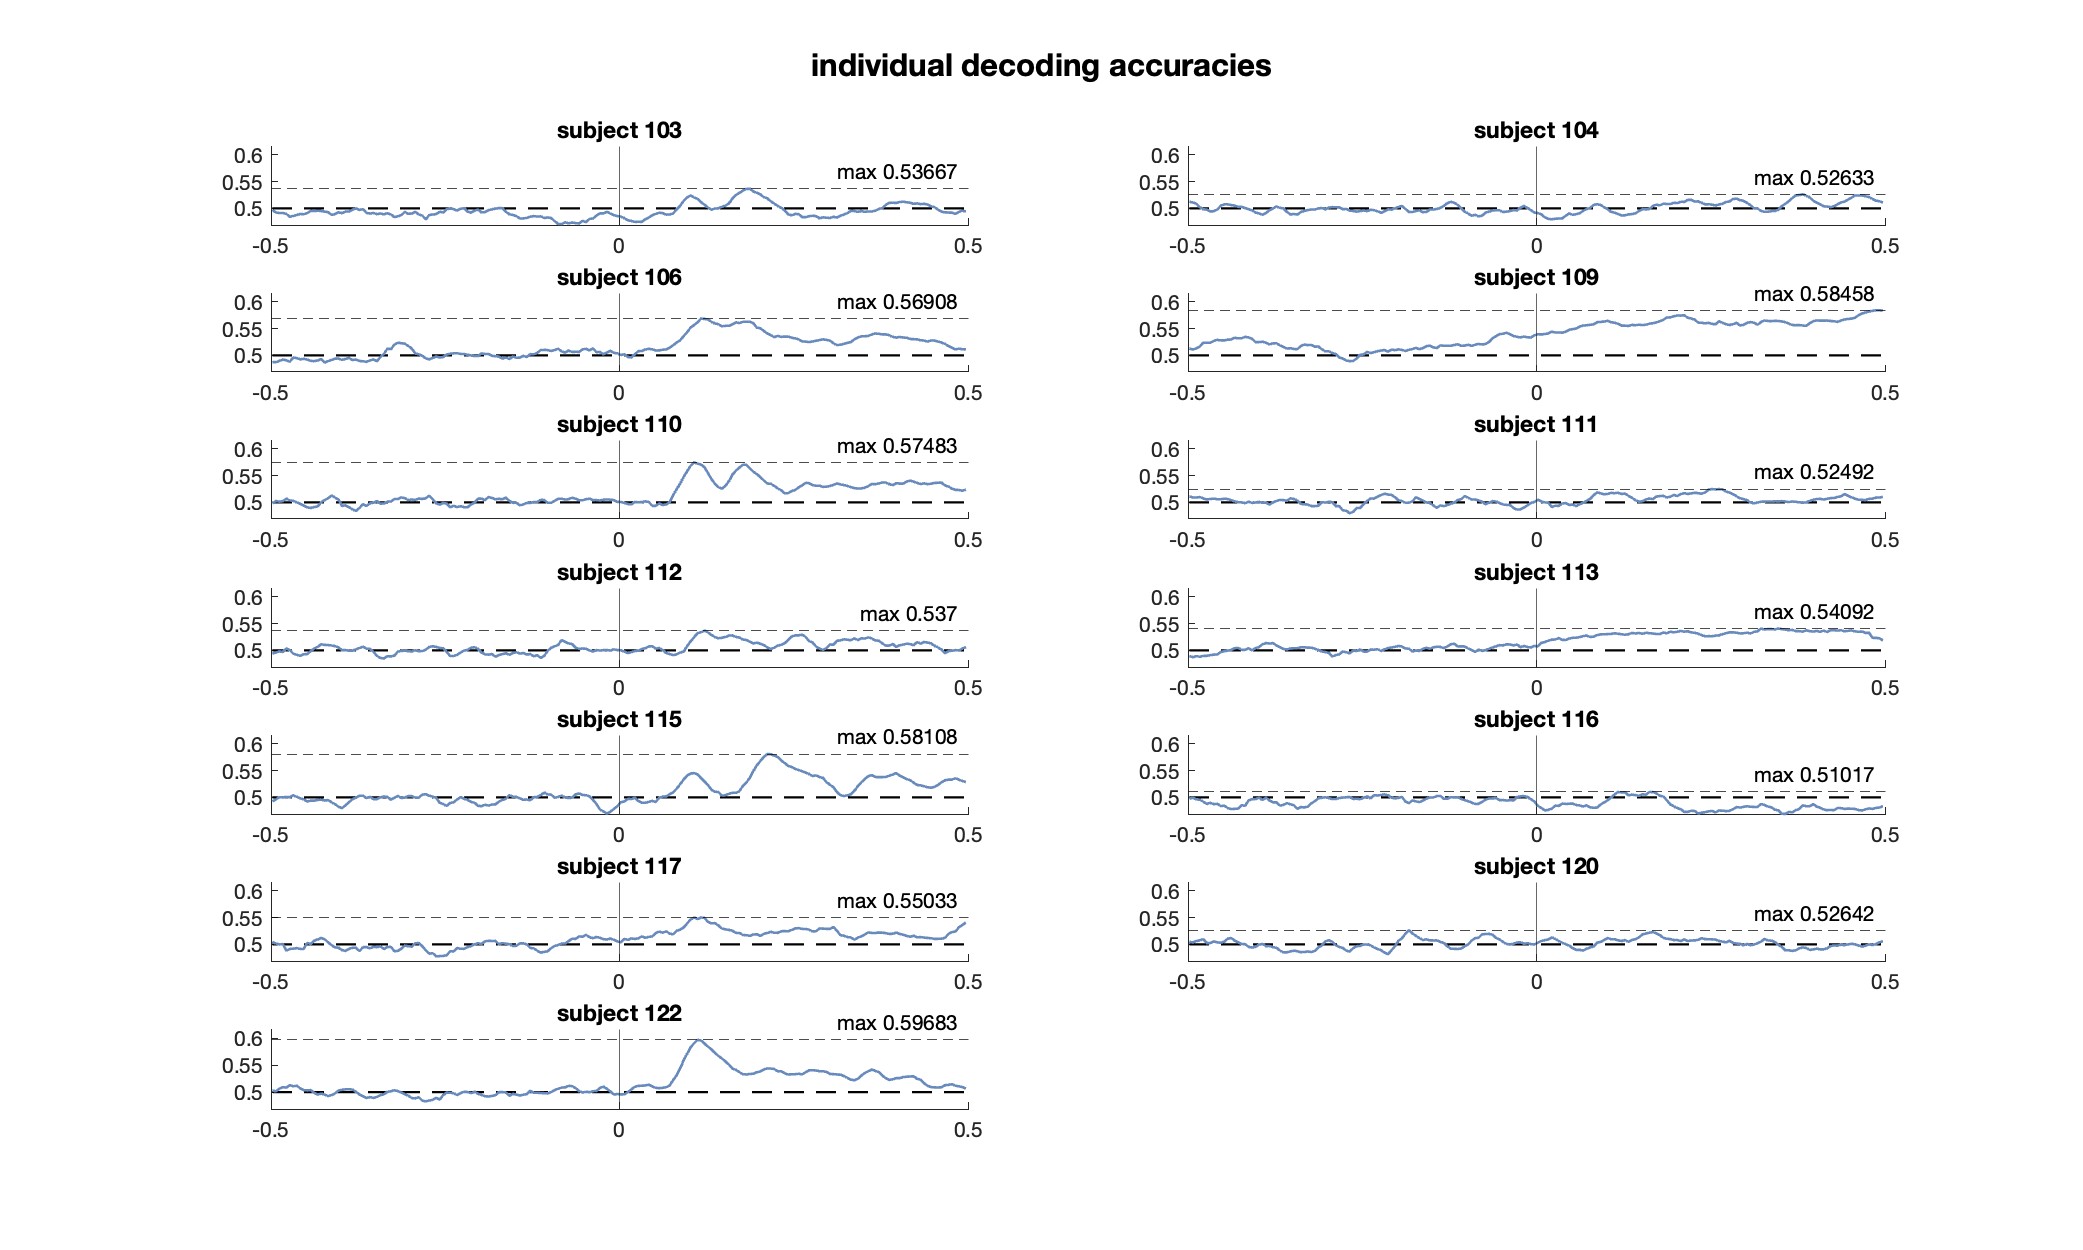 individual decoding accuracies
subject 103
0.6
0.55
0.5
max 0.53667
-0.5 0 0.5
subject 104
0.6
0.55
0.5
max 0.52633
-0.5 0 0.5
subject 106
0.6
0.55
0.5
max 0.56908
-0.5 0 0.5
subject 109
0.6
0.55
0.5
max 0.58458
-0.5 0 0.5
subject 110
0.6
0.55
0.5
max 0.57483
-0.5 0 0.5
subject 111
0.6
0.55
0.5
max 0.52492
-0.5 0 0.5
subject 112
0.6
0.55
0.5
max 0.537
-0.5 0 0.5
subject 113
0.6
0.55
0.5
max 0.54092
-0.5 0 0.5
subject 115
0.6
0.55
0.5
max 0.58108
-0.5 0 0.5
subject 116
0.6
0.55
0.5
max 0.51017
-0.5 0 0.5
subject 117
0.6
0.55
0.5
max 0.55033
-0.5 0 0.5
subject 120
0.6
0.55
0.5
max 0.52642
-0.5 0 0.5
subject 122
0.6
0.55
0.5
max 0.59683
-0.5 0 0.5